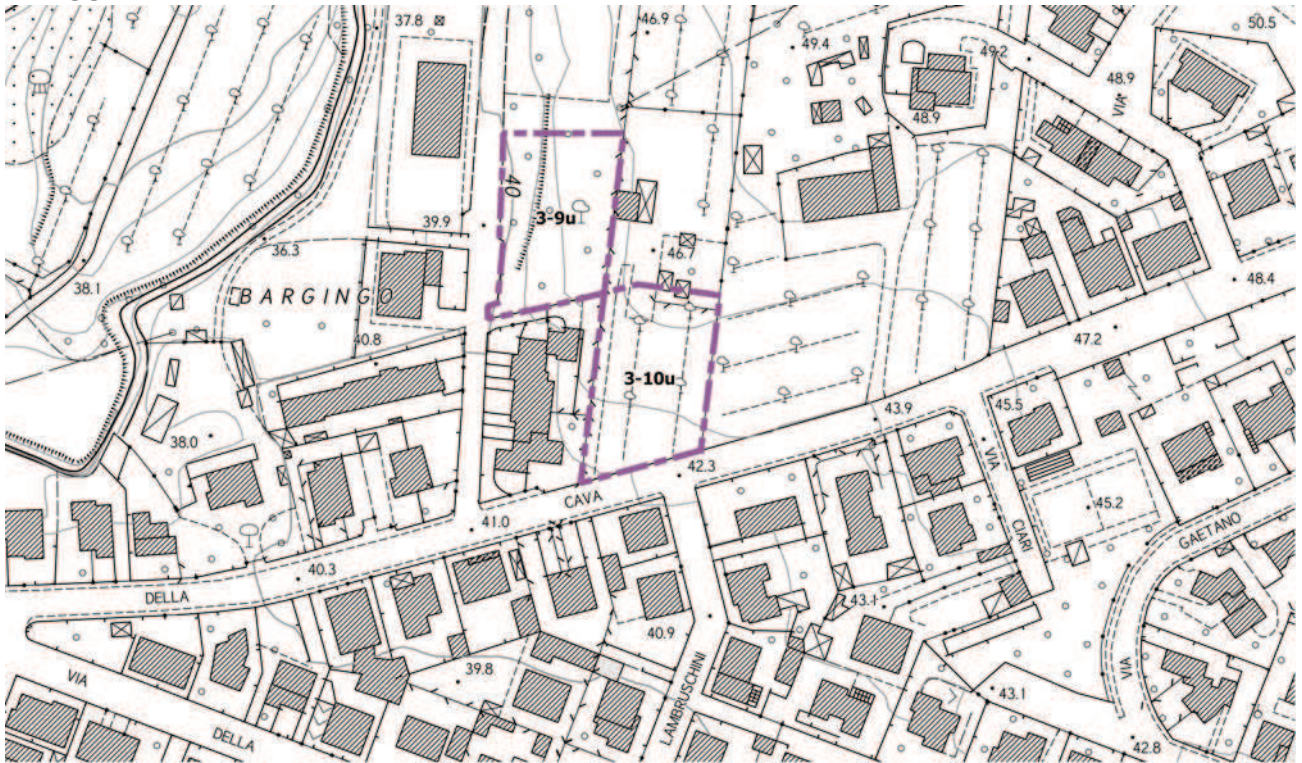 37.8
46.9
49.4
49.2
50.5
48.9
VIA
48.9
40
3-9u
39.9
36.3
46.7
38.1
BARGINGO
48.4
47.2
40.8
3-10u
43.9
45.5
38.0
42.3
VIA
CAVA
45.2
41.0
CIARI
GAETANO
40.3
DELLA
43.1
40.9
39.8
LAMBRUSCHINI
VIA
VIA
43.1
DELLA
42.8